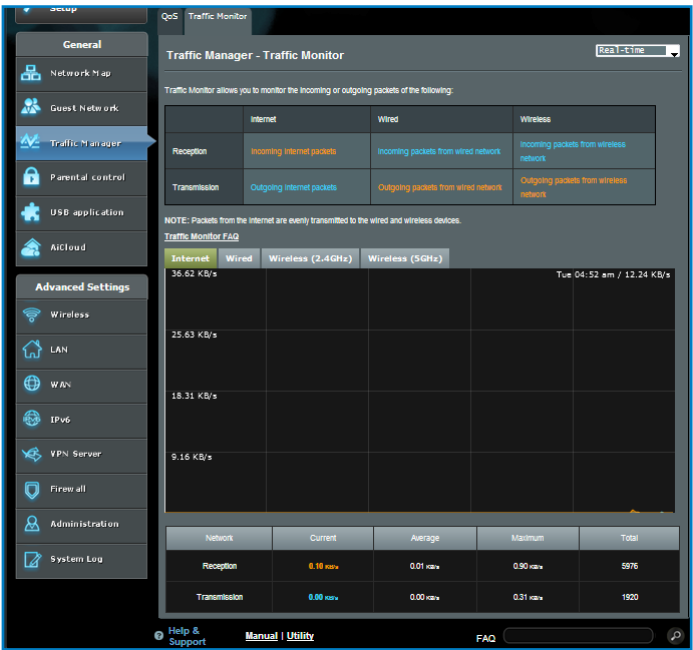 Setup
QoS Traffic Monitor
General
Network Map
Guest Network
Traffic Manager
Parental control
USB application
AiCloud
Advanced Settings
Wireless
LAN
WAN
IPv6
VPN Server
Firewall
Administration
System Log
Traffic Manager - Traffic Monitor
Real-time
Traffic Monitor allows you to monitor the incoming or outgoing packets of the following:
Internet Wired Wireless
Reception Incoming internet packets Incoming packets from wired network Incoming packets from wireless network
Transmission Outgoing internet packets Outgoing packets from wired network Outgoing packets from wireless network
NOTE: Packets from the internet are evenly transmitted to the wired and wireless devices.
Traffic Monitor FAQ
Internet Wired Wireless (2.4GHz) Wireless (5GHz)
36.62 KB/s Tue 04:52 am / 12.24 KB/s
25.63 KB/s
18.31 KB/s
9.16 KB/s
Network Current Average Maximum Total
Reception 0.10 KB/s 0.01 KB/s 0.90 KB/s 5976
Transmission 0.00 KB/s 0.00 KB/s 0.31 KB/s 1920
Help & Support Manual | Utility FAQ